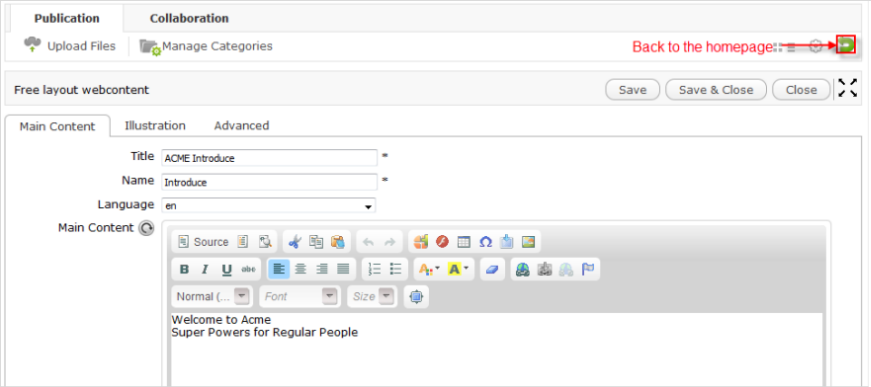 Publication Collaboration
Upload Files Manage Categories Back to the homepage
Free layout webcontent Save Save & Close Close
Main Content Illustration Advanced
Title ACME Introduce *
Name Introduce *
Language en
Main Content
Source
B I U abc
Normal (... Font Size
Welcome to Acme
Super Powers for Regular People